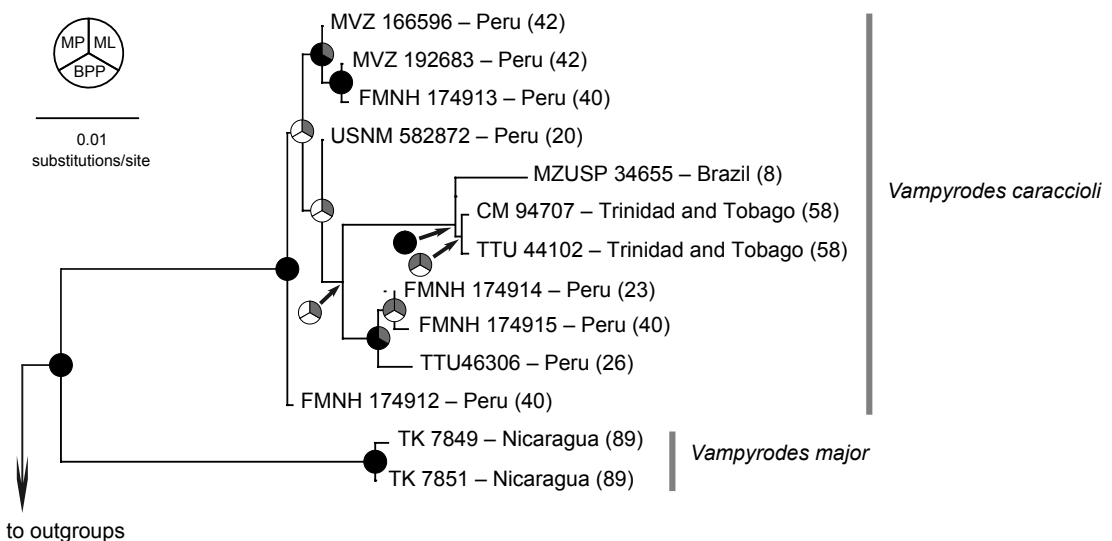 MP ML
BPP
0.01
substitutions/site
MVZ 166596 – Peru (42)
MVZ 192683 – Peru (42)
FMNH 174913 – Peru (40)
USNM 582872 – Peru (20)
MZUSP 34655 – Brazil (8)
CM 94707 – Trinidad and Tobago (58)
TTU 44102 – Trinidad and Tobago (58)
FMNH 174914 – Peru (23)
FMNH 174915 – Peru (40)
TTU46306 – Peru (26)
FMNH 174912 – Peru (40)
Vampyrodes caraccioli
TK 7849 – Nicaragua (89)
TK 7851 – Nicaragua (89)
Vampyrodes major
to outgroups